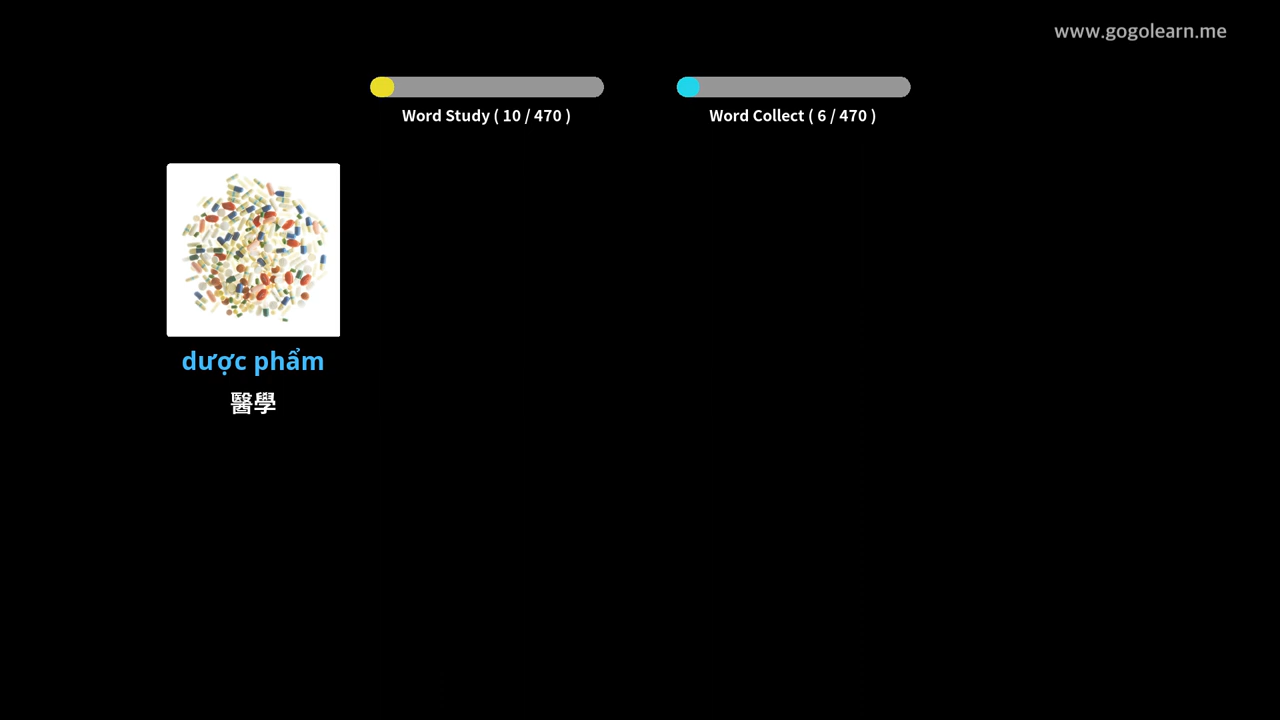 www.gogolearn.me
Word Study ( 10 / 470 )
Word Collect ( 6 / 470 )
dược phẩm
醫學